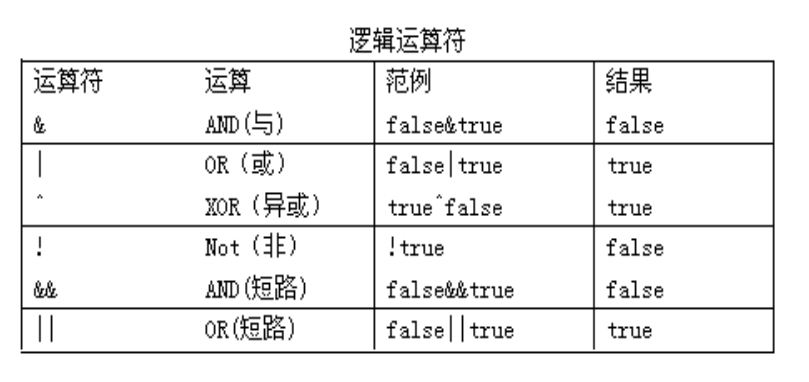 逻辑运算符
运算符 运算 范例 结果
& AND(与) false&true false
| OR（或） false|true true
^ XOR（异或） true^false true
! Not（非） !true false
&& AND(短路) false&&true false
|| OR(短路) false||true true